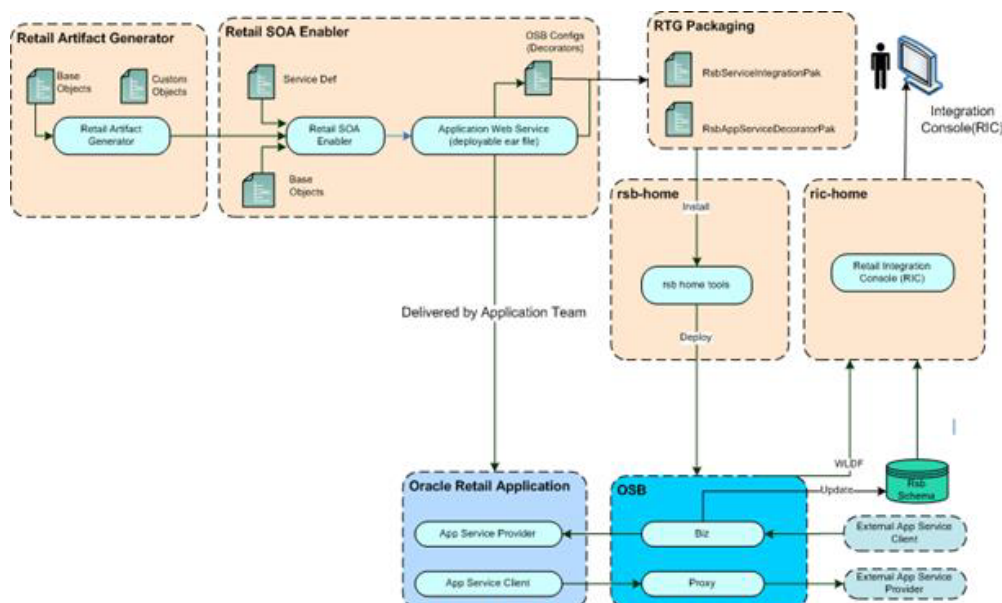 Retail Artifact Generator
Base
Objects
Custom
Objects
Retail Artifact
Generator
Retail SOA Enabler
Service Def
OSB Configs
(Decorators)
Retail SOA
Enabler
Application Web Service
(deployable ear file)
Base
Objects
RTG Packaging
RsbServiceIntegrationPak
RsbAppServiceDecoratorPak
Integration
Console(RIC)
rsb-home
Install
rsb home tools
Deploy
ric-home
Retail Integration
Console (RIC)
Delivered by Application Team
WLDF
Update
Rsb
Schema
Oracle Retail Application
App Service Provider
App Service Client
OSB
Biz
Proxy
External App Service
Client
External App Service
Provider